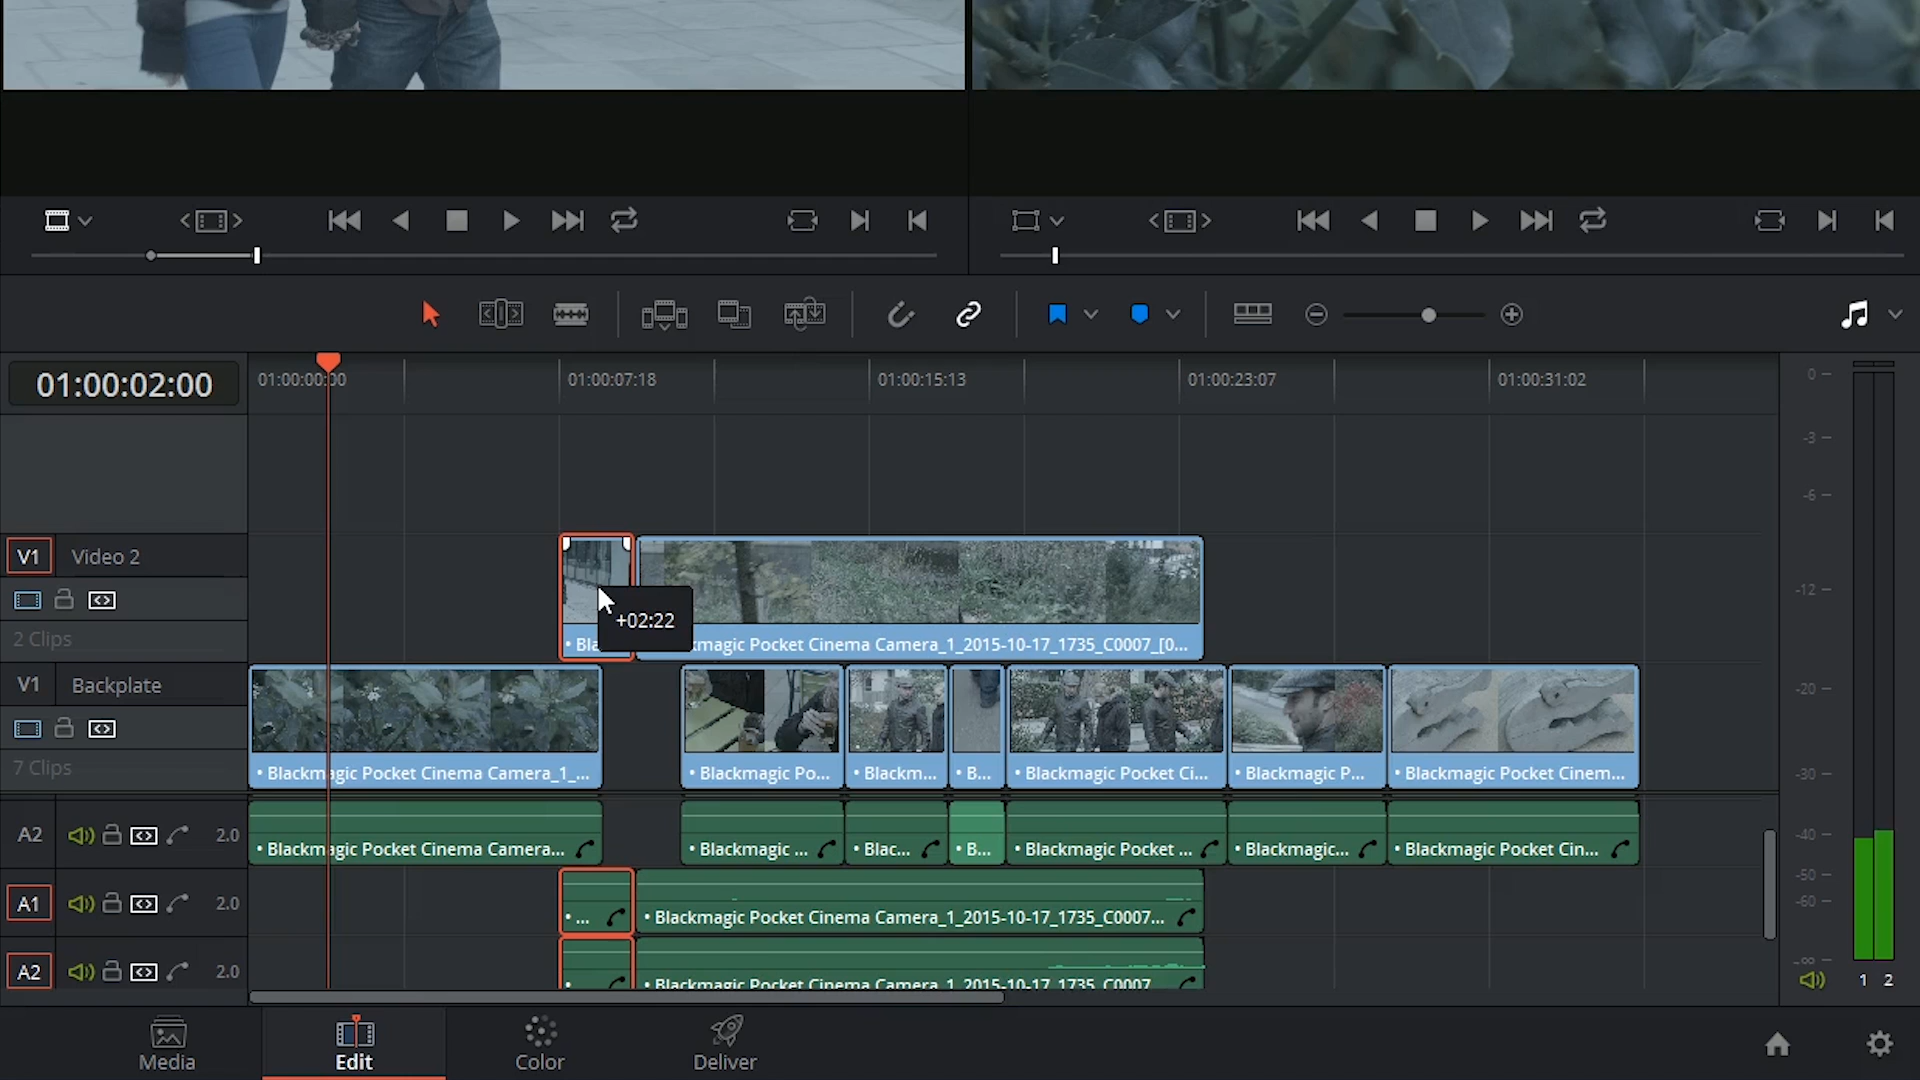 01:00:02:00
01:00:00:00
01:00:07:18
01:00:15:13
01:00:23:07
01:00:31:02
0
-3
-6
-12
-20
-30
-40
-50
-60
-∞
1 2
V1 Video 2
2 Clips
+02:22
• Bla
magic Pocket Cinema Camera_1_2015-10-17_1735_C0007_[0...
V1 Backplate
7 Clips
• Blackmagic Pocket Cinema Camera_1_...
• Blackmagic Po...
• Blackm...
• B...
• Blackmagic Pocket Ci...
• Blackmagic P...
• Blackmagic Pocket Cinem...
A2 2.0
• Blackmagic Pocket Cinema Camera...
• Blackmagic ...
• Blac...
• B...
• Blackmagic Pocket ...
• Blackmagic...
• Blackmagic Pocket Cin...
A1 2.0
• ...
• Blackmagic Pocket Cinema Camera_1_2015-10-17_1735_C0007...
A2 2.0
• Blackmagic Pocket Cinema Camera_1_2015-10-17_1735_C0007
Media
Edit
Color
Deliver